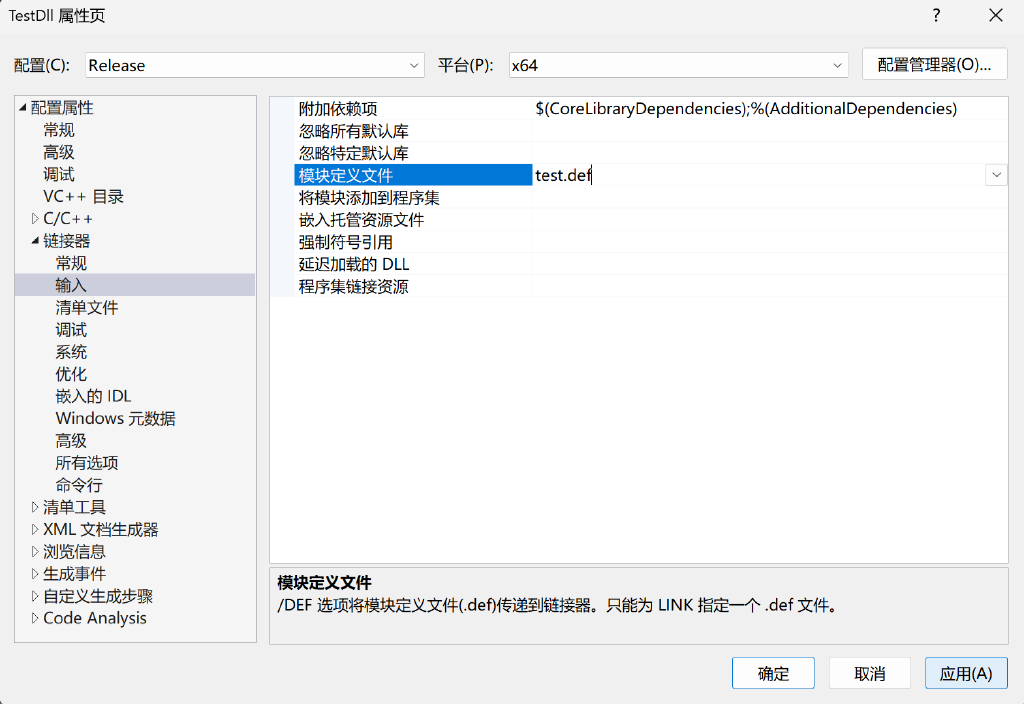 TestDll 属性页
配置(C): Release 平台(P): x64 配置管理器(O)...
配置属性
常规
高级
调试
VC++ 目录
C/C++
链接器
常规
输入
清单文件
调试
系统
优化
嵌入的 IDL
Windows 元数据
高级
所有选项
命令行
清单工具
XML 文档生成器
浏览信息
生成事件
自定义生成步骤
Code Analysis
附加依赖项 $(CoreLibraryDependencies);%(AdditionalDependencies)
忽略所有默认库
忽略特定默认库
模块定义文件 test.def
将模块添加到程序集
嵌入托管资源文件
强制符号引用
延迟加载的 DLL
程序集链接资源
模块定义文件
/DEF 选项将模块定义文件(.def)传递到链接器。只能为 LINK 指定一个 .def 文件。
确定 取消 应用(A)